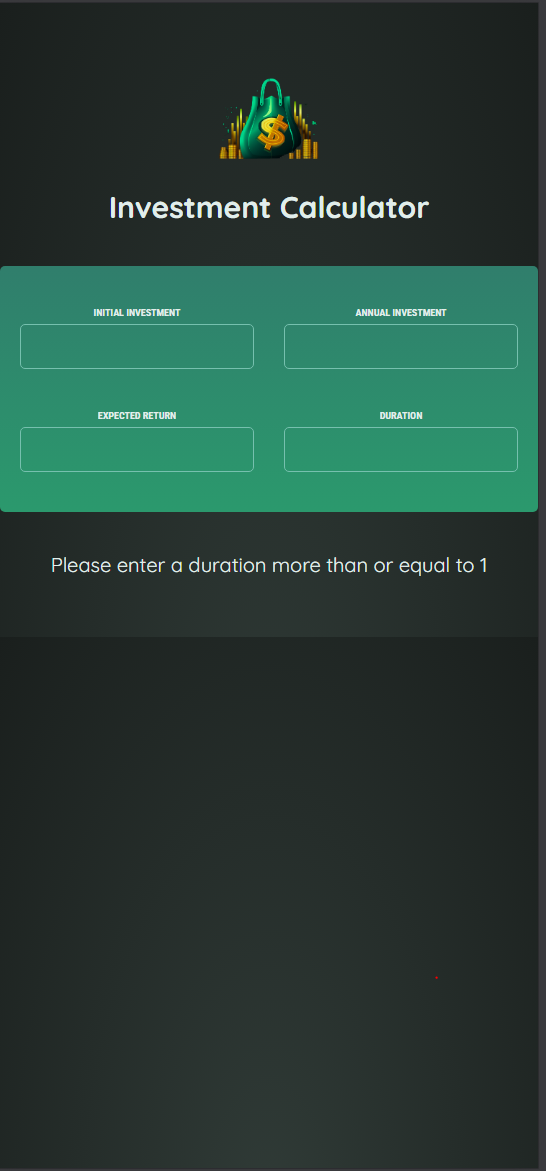 $
Investment Calculator
INITIAL INVESTMENT
ANNUAL INVESTMENT
EXPECTED RETURN
DURATION
Please enter a duration more than or equal to 1